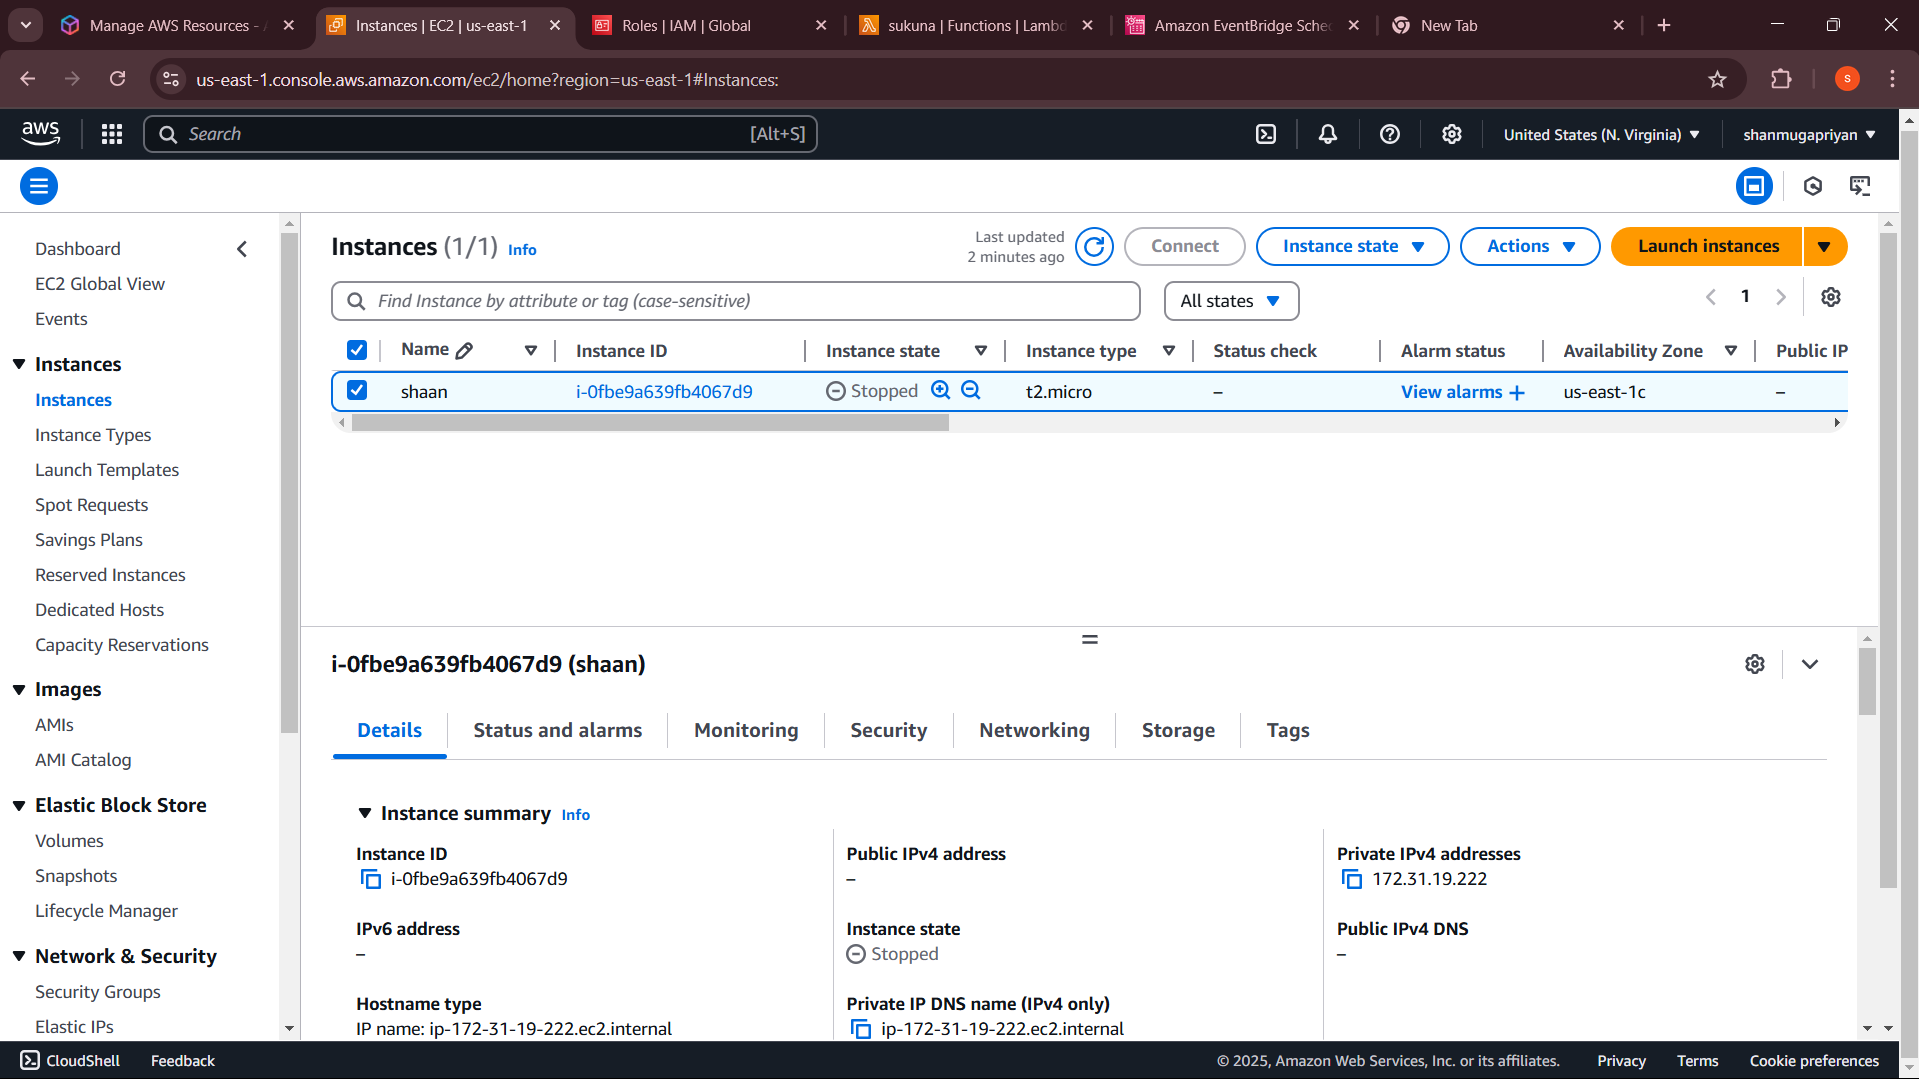 Manage AWS Resources -
Instances | EC2 | us-east-1
Roles | IAM | Global
sukuna | Functions | Lamb
Amazon EventBridge Sche
New Tab
us-east-1.console.aws.amazon.com/ec2/home?region=us-east-1#Instances:
S
aws
Search
[Alt+S]
United States (N. Virginia)
shanmugapriyan
Dashboard
EC2 Global View
Events
Instances
Instances
Instance Types
Launch Templates
Spot Requests
Savings Plans
Reserved Instances
Dedicated Hosts
Capacity Reservations
Images
AMIs
AMI Catalog
Elastic Block Store
Volumes
Snapshots
Lifecycle Manager
Network & Security
Security Groups
Elastic IPs
Instances (1/1) Info
Last updated
2 minutes ago
Connect
Instance state
Actions
Launch instances
Find Instance by attribute or tag (case-sensitive)
All states
1
Name Instance ID Instance state Instance type Status check Alarm status Availability Zone Public IP
shaan i-0fbe9a639fb4067d9 Stopped t2.micro – View alarms + us-east-1c –
i-0fbe9a639fb4067d9 (shaan)
Details Status and alarms Monitoring Security Networking Storage Tags
Instance summary Info
Instance ID
i-0fbe9a639fb4067d9
Public IPv4 address
–
Private IPv4 addresses
172.31.19.222
IPv6 address
–
Instance state
Stopped
Public IPv4 DNS
–
Hostname type
IP name: ip-172-31-19-222.ec2.internal
Private IP DNS name (IPv4 only)
ip-172-31-19-222.ec2.internal
CloudShell Feedback
© 2025, Amazon Web Services, Inc. or its affiliates. Privacy Terms Cookie preferences